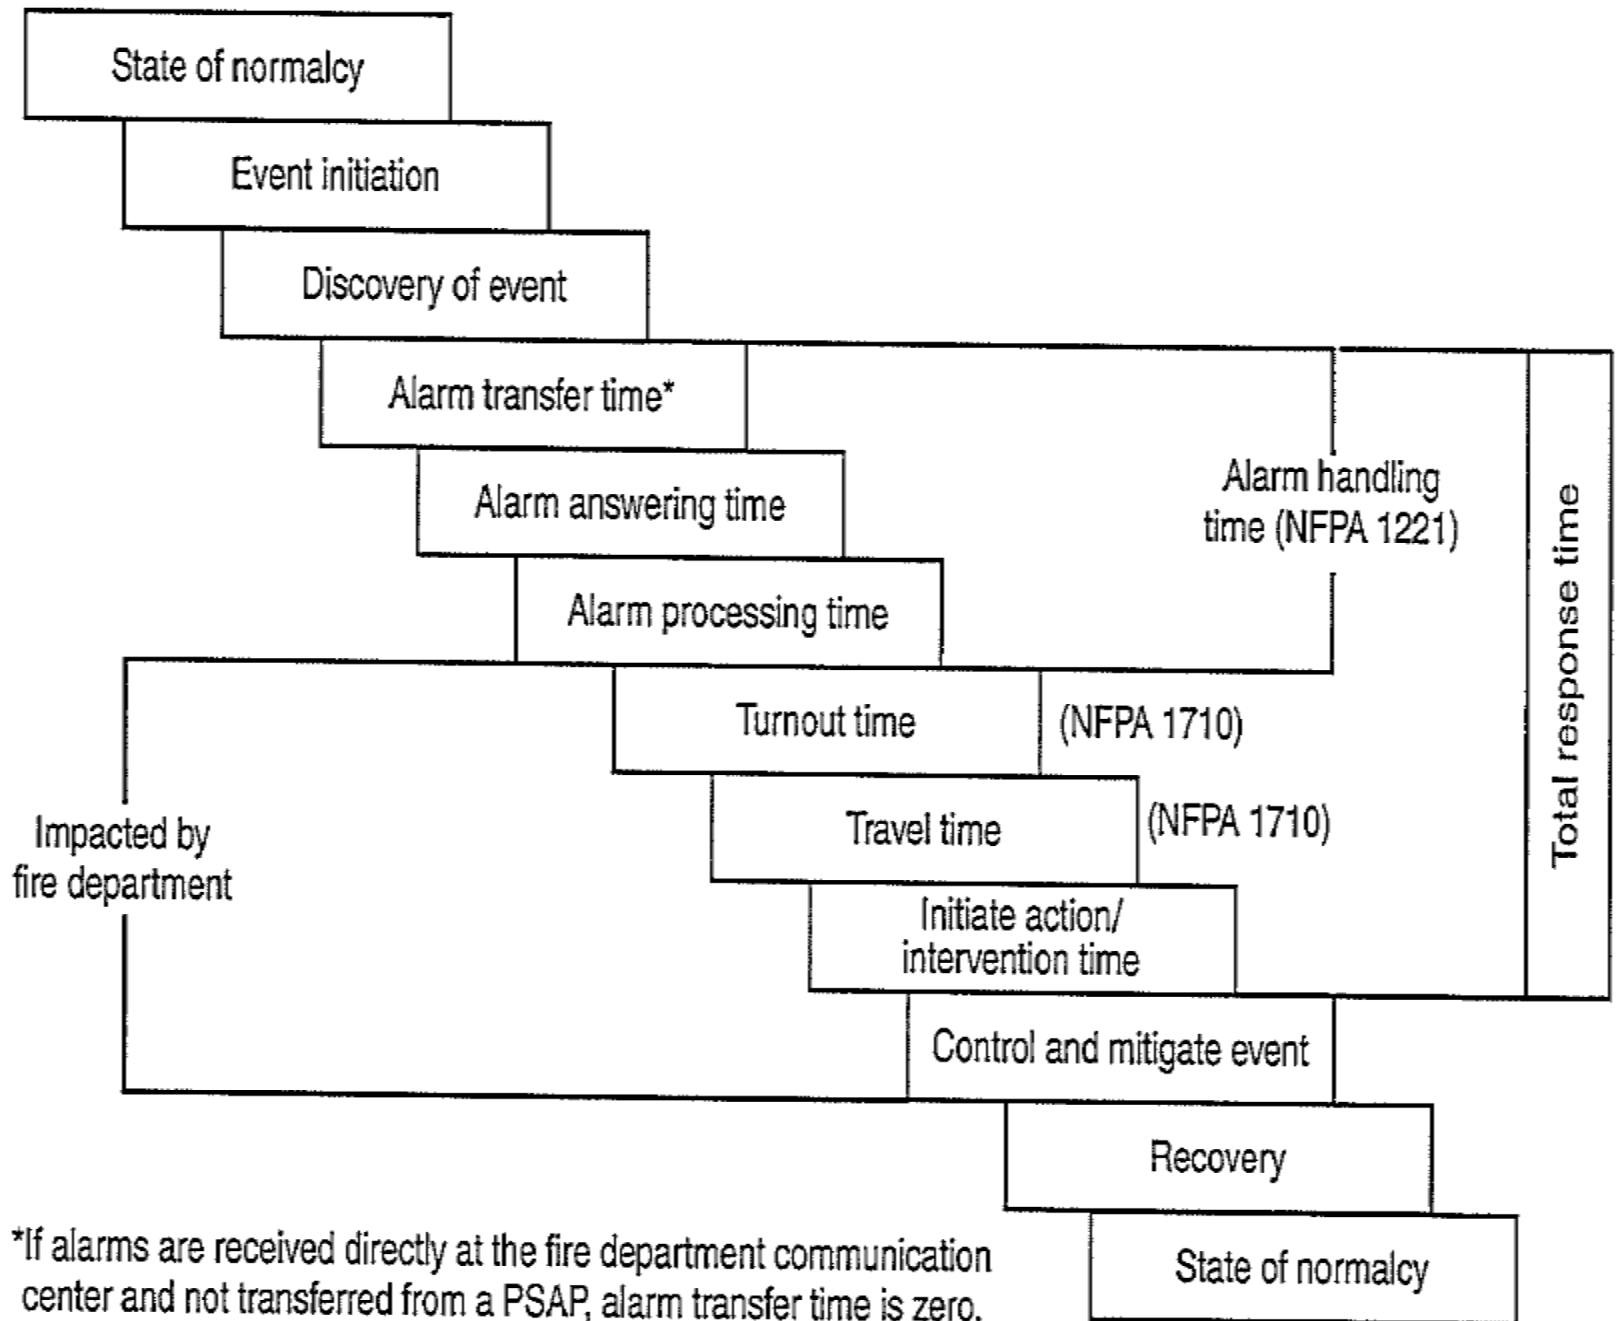 State of normalcy
Event initiation
Discovery of event
Alarm transfer time*
Alarm answering time
Alarm handling
time (NFPA 1221)
Alarm processing time
Total response time
Turnout time
(NFPA 1710)
Travel time
(NFPA 1710)
Impacted by
fire department
Initiate action/
intervention time
Control and mitigate event
Recovery
State of normalcy
*If alarms are received directly at the fire department communication
center and not transferred from a PSAP, alarm transfer time is zero.